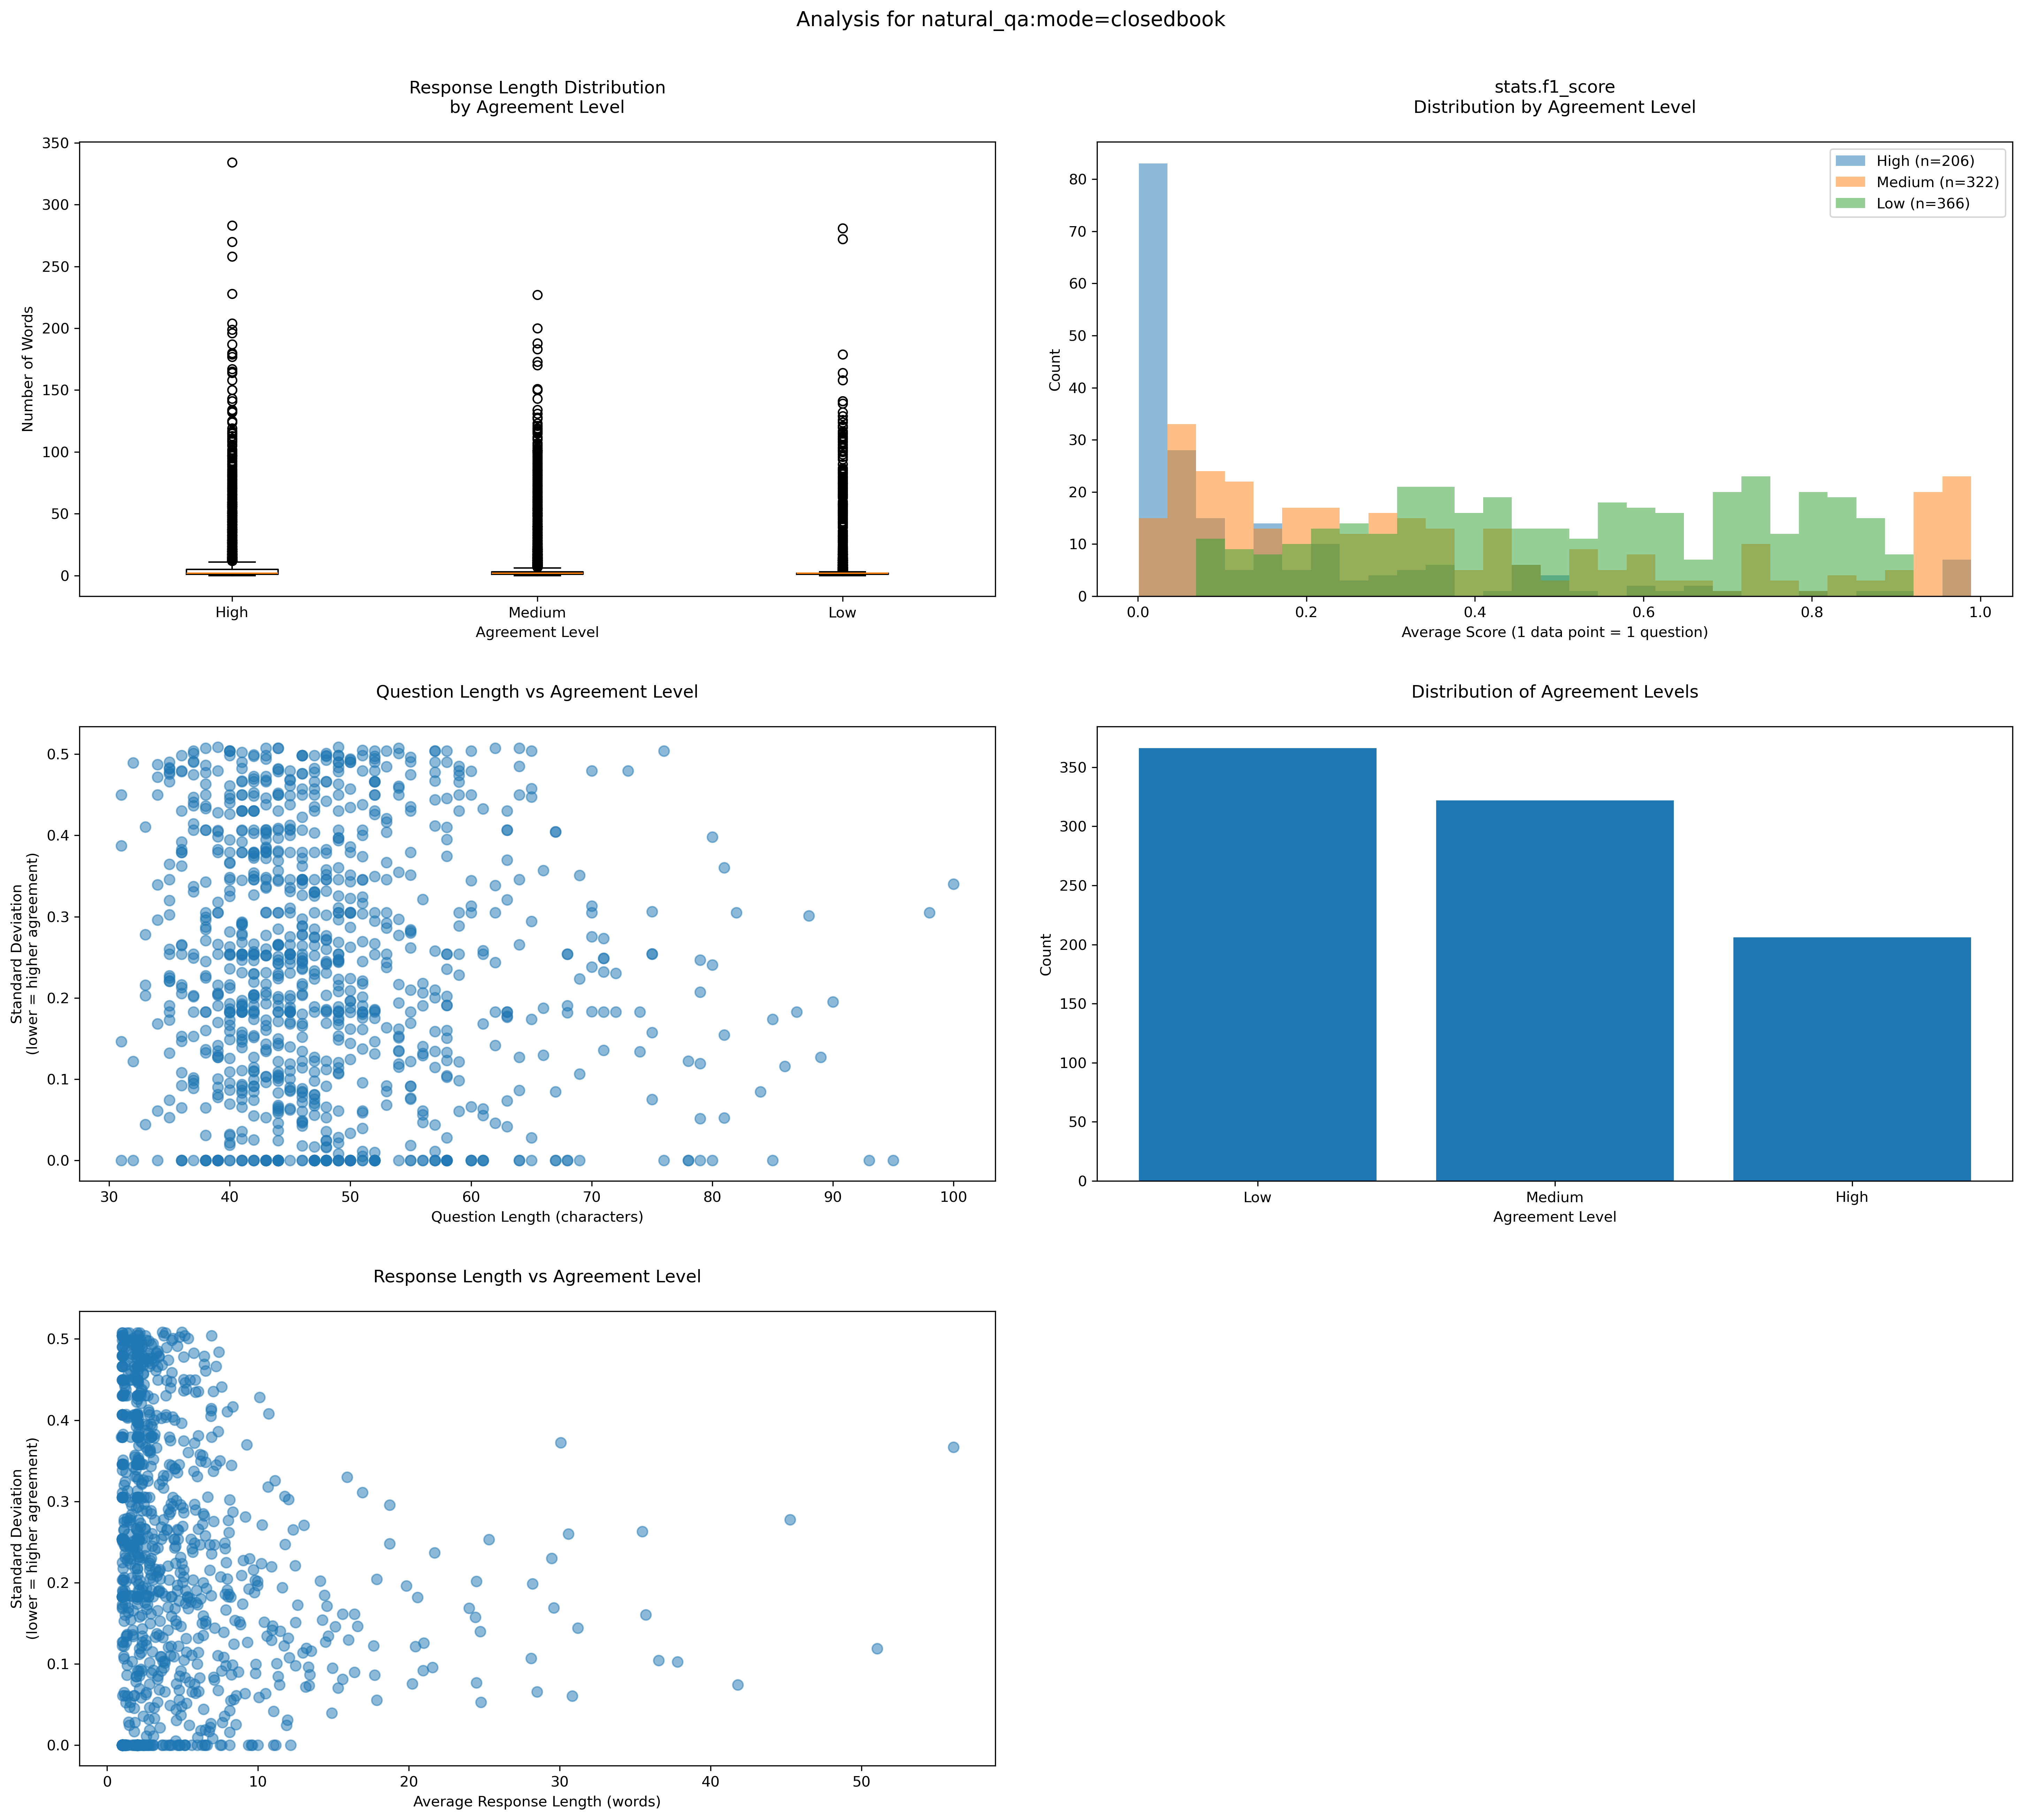 Analysis for natural_qa:mode=closedbook
Response Length Distribution
by Agreement Level
350
300
250
200
150
100
50
0
Number of Words
High
Medium
Low
Agreement Level
stats.f1_score
Distribution by Agreement Level
High (n=206)
Medium (n=322)
Low (n=366)
80
70
60
50
40
30
20
10
0
Count
0.0
0.2
0.4
0.6
0.8
1.0
Average Score (1 data point = 1 question)
Question Length vs Agreement Level
0.5
0.4
0.3
0.2
0.1
0.0
Standard Deviation
(lower = higher agreement)
30
40
50
60
70
80
90
100
Question Length (characters)
Distribution of Agreement Levels
350
300
250
200
150
100
50
0
Count
Low
Medium
High
Agreement Level
Response Length vs Agreement Level
0.5
0.4
0.3
0.2
0.1
0.0
Standard Deviation
(lower = higher agreement)
0
10
20
30
40
50
Average Response Length (words)